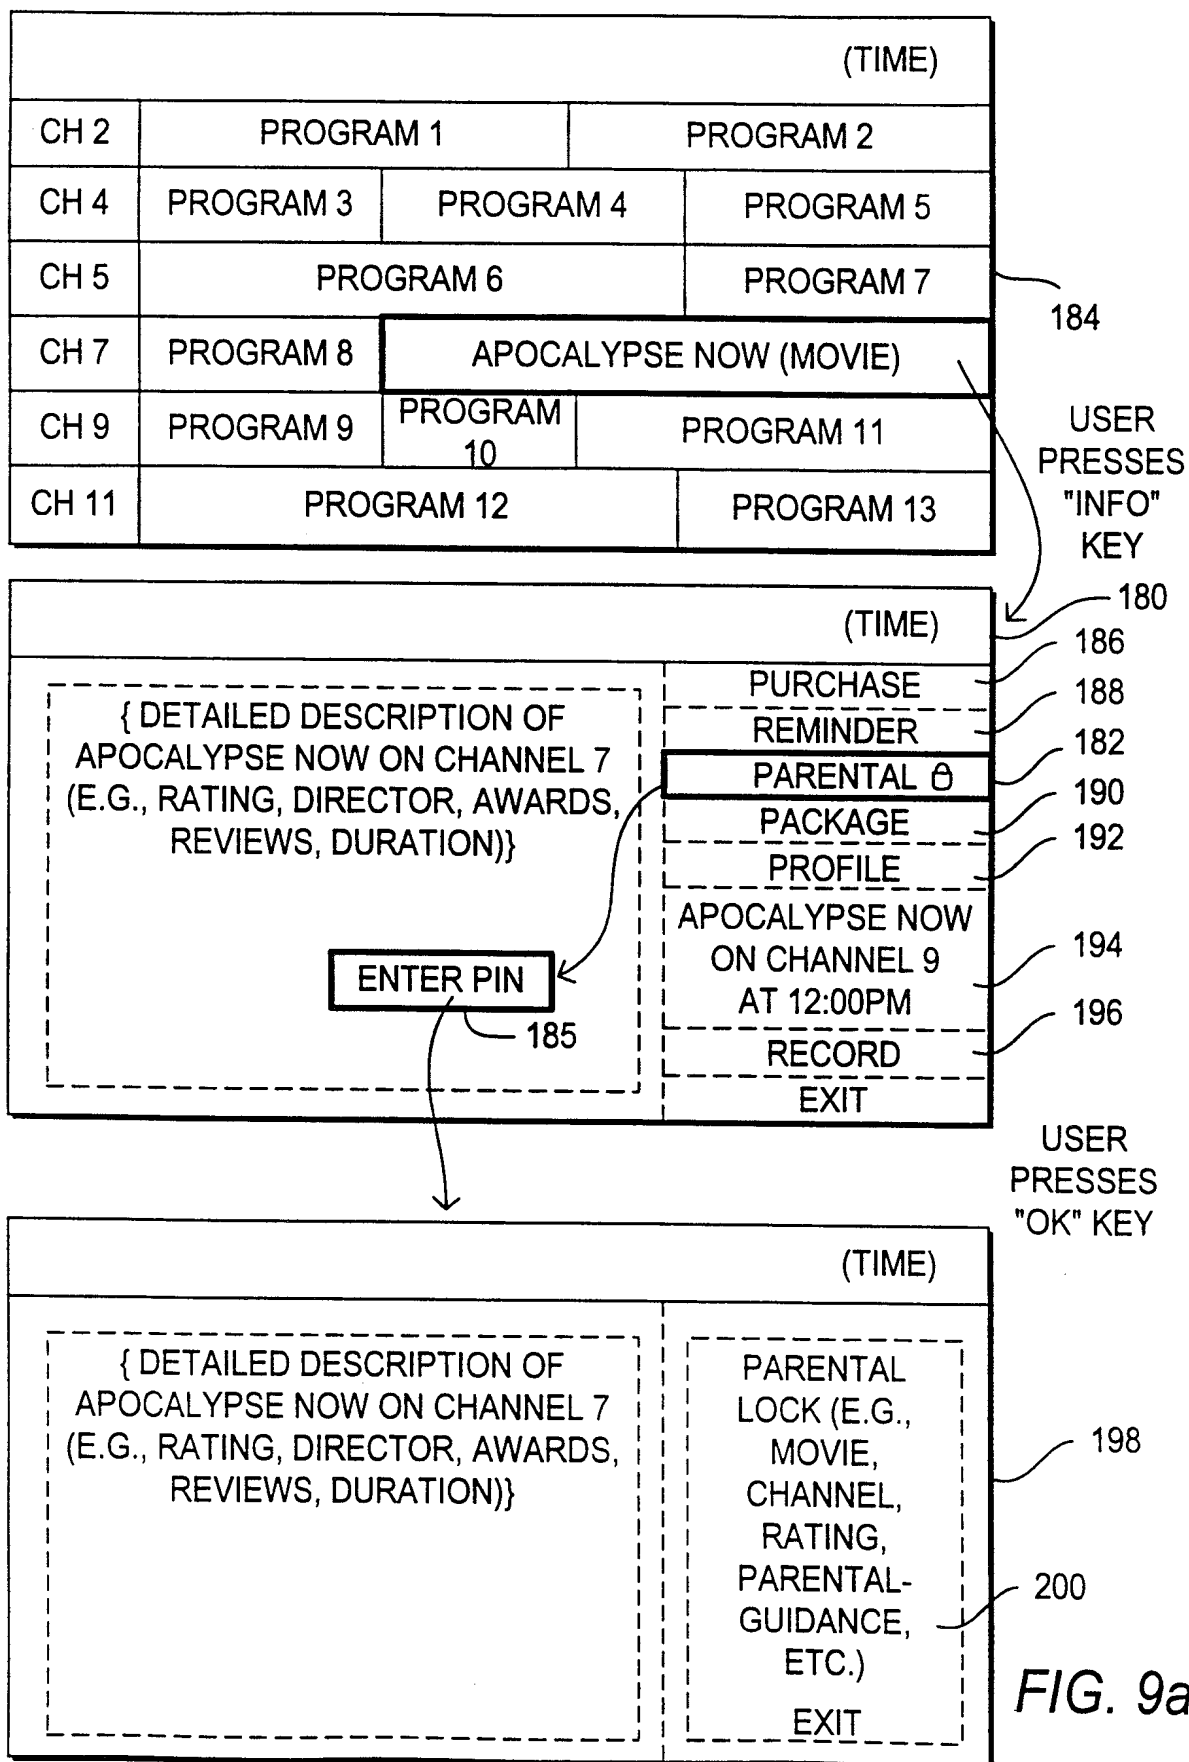 (TIME)
CH 2 PROGRAM 1 PROGRAM 2
CH 4 PROGRAM 3 PROGRAM 4 PROGRAM 5
CH 5 PROGRAM 6 PROGRAM 7
184
CH 7 PROGRAM 8 APOCALYPSE NOW (MOVIE)
CH 9 PROGRAM 9 PROGRAM
10 PROGRAM 11
CH 11 PROGRAM 12 PROGRAM 13
USER
PRESSES
"INFO"
KEY
(TIME)
180
{ DETAILED DESCRIPTION OF
APOCALYPSE NOW ON CHANNEL 7
(E.G., RATING, DIRECTOR, AWARDS,
REVIEWS, DURATION)}
ENTER PIN
185
PURCHASE 186
REMINDER 188
PARENTAL 182
PACKAGE 190
PROFILE 192
APOCALYPSE NOW
ON CHANNEL 9
AT 12:00PM
194
RECORD 196
EXIT
USER
PRESSES
"OK" KEY
(TIME)
{ DETAILED DESCRIPTION OF
APOCALYPSE NOW ON CHANNEL 7
(E.G., RATING, DIRECTOR, AWARDS,
REVIEWS, DURATION)}
PARENTAL
LOCK (E.G.,
MOVIE,
CHANNEL,
RATING,
PARENTAL-
GUIDANCE,
ETC.)
EXIT
198
200
FIG. 9a